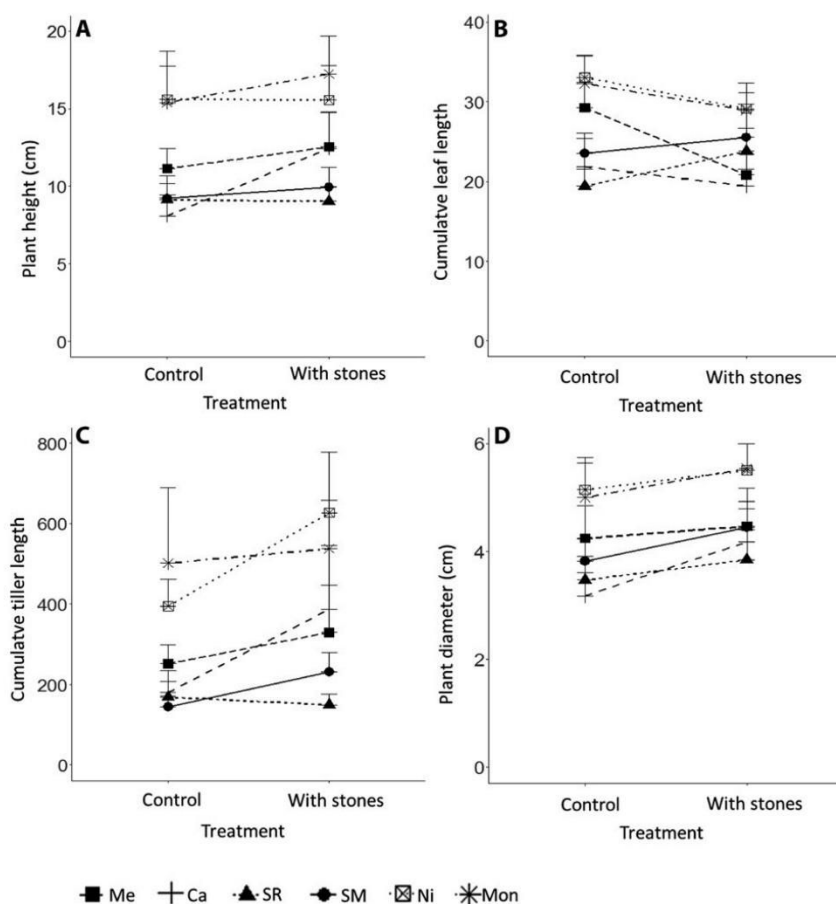 A
20
15
10
5
0
Plant height (cm)
Control
With stones
Treatment
B
40
30
20
10
0
Cumulatve leaf length
Control
With stones
Treatment
C
800
600
400
200
0
Cumulatve tiller length
Control
With stones
Treatment
D
6
4
2
0
Plant diameter (cm)
Control
With stones
Treatment
Me Ca SR SM Ni Mon